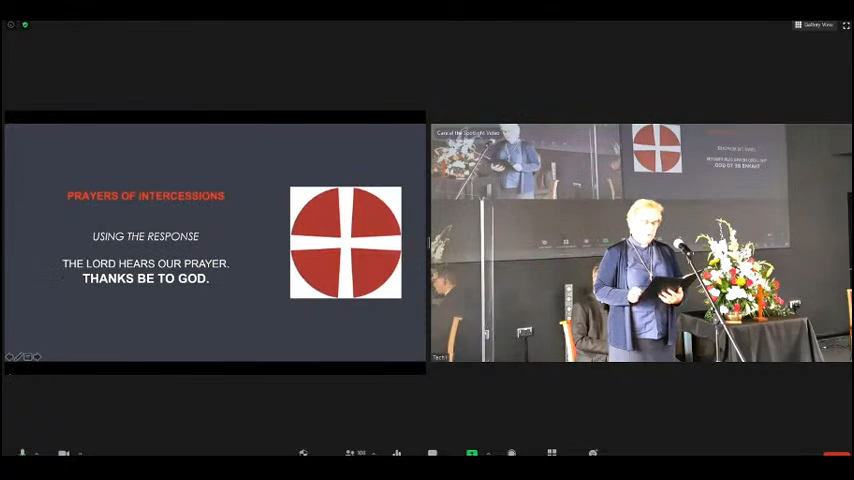 Gallery View
Cancel the Spotlight Video
PRAYERS OF INTERCESSIONS
USING THE RESPONSE
THE LORD HEARS OUR PRAYER.
THANKS BE TO GOD.
108